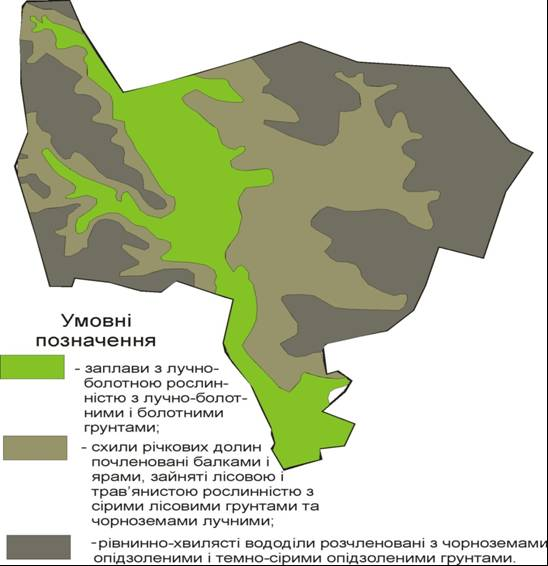 Умовні
позначення
- заплави з лучно-
болотною рослин-
ністю з лучно-болот-
ними і болотними
грунтами;
- схили річкових долин
почленовані балками і
ярами, зайняті лісовою і
трав'янистою рослинністю з
сірими лісовими грунтами та
чорноземами лучними;
-рівнинно-хвилясті вододіли розчленовані з чорноземами
опідзоленими і темно-сірими опідзоленими грунтами.